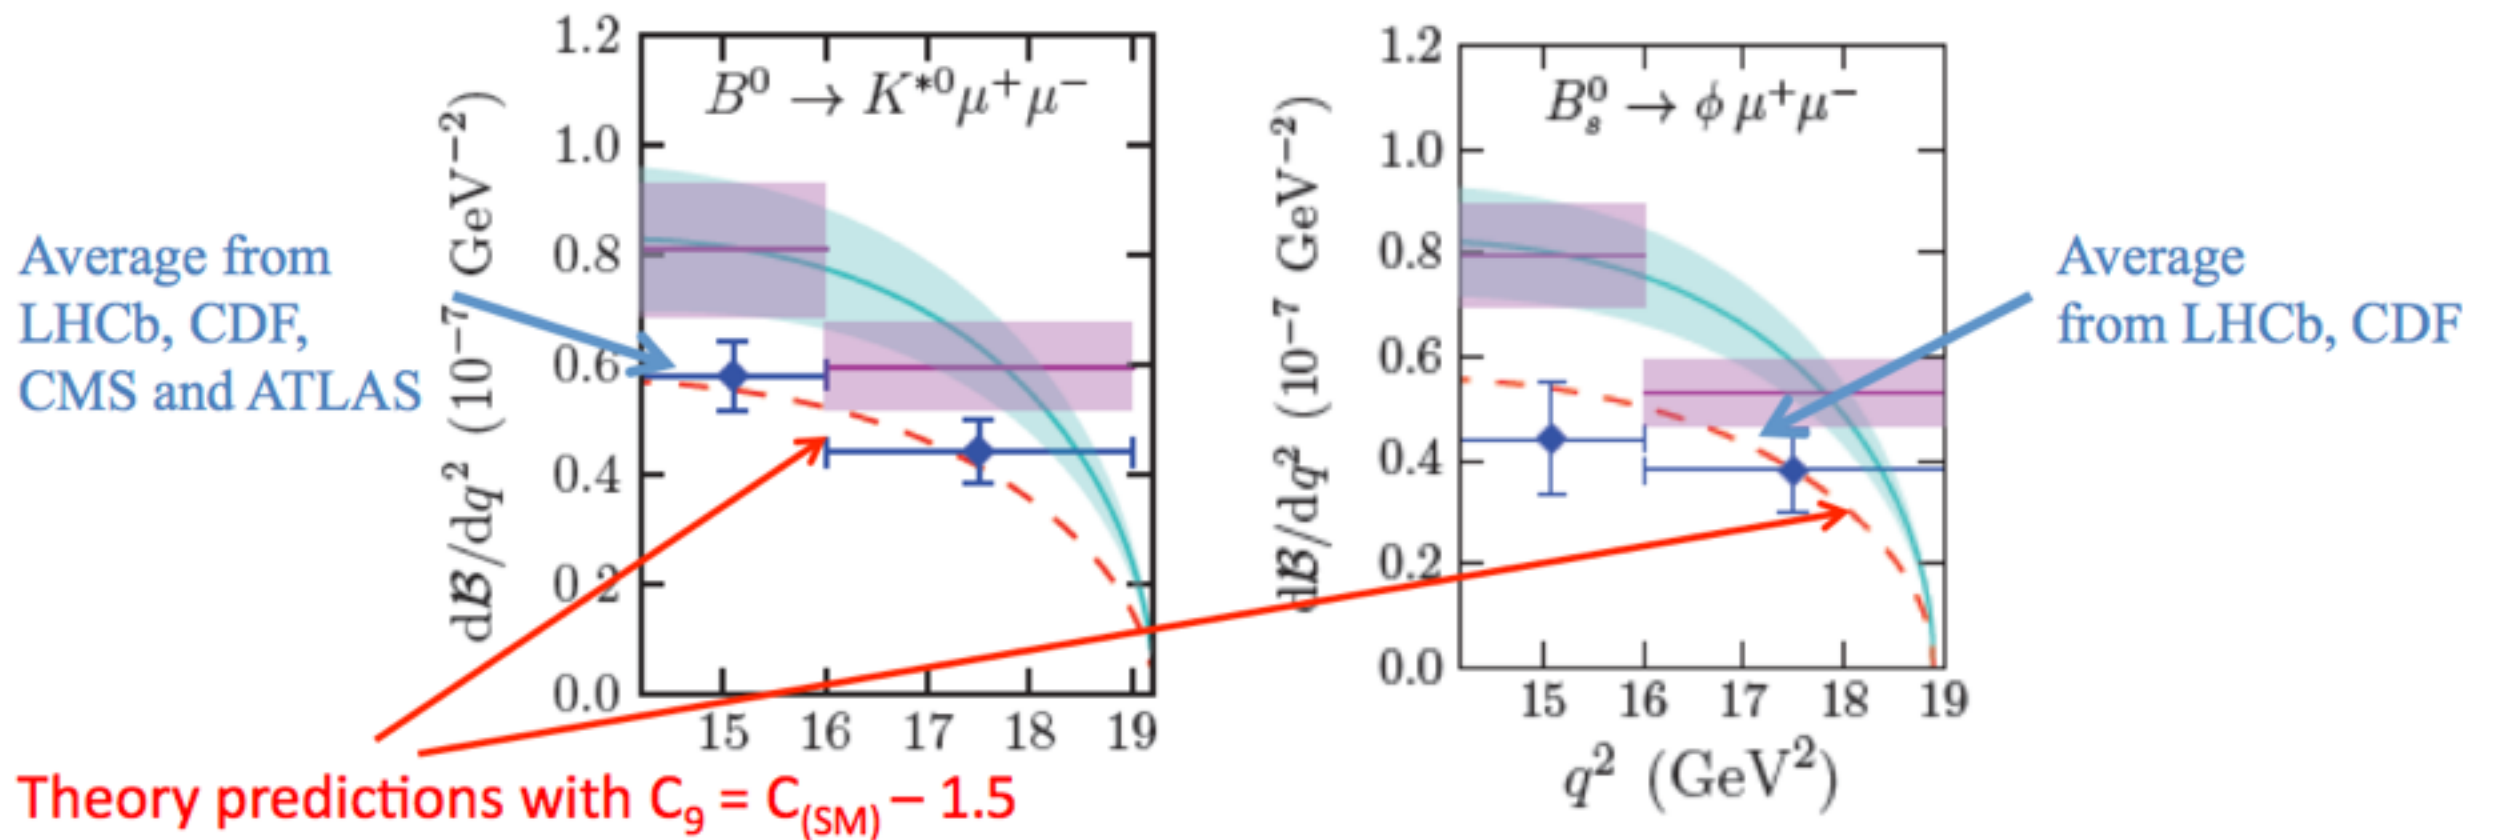 Average from
LHCb, CDF,
CMS and ATLAS
dB/dq² (10⁻⁷ GeV⁻²)
1.2
1.0
0.8
0.6
0.4
0.2
0.0
B⁰ → K*⁰μ⁺μ⁻
15 16 17 18 19
dB/dq² (10⁻⁷ GeV⁻²)
1.2
1.0
0.8
0.6
0.4
0.2
0.0
B⁰ₛ → ϕ μ⁺μ⁻
15 16 17 18 19
q² (GeV²)
Average
from LHCb, CDF
Theory predictions with C₉ = C₍SM₎ – 1.5